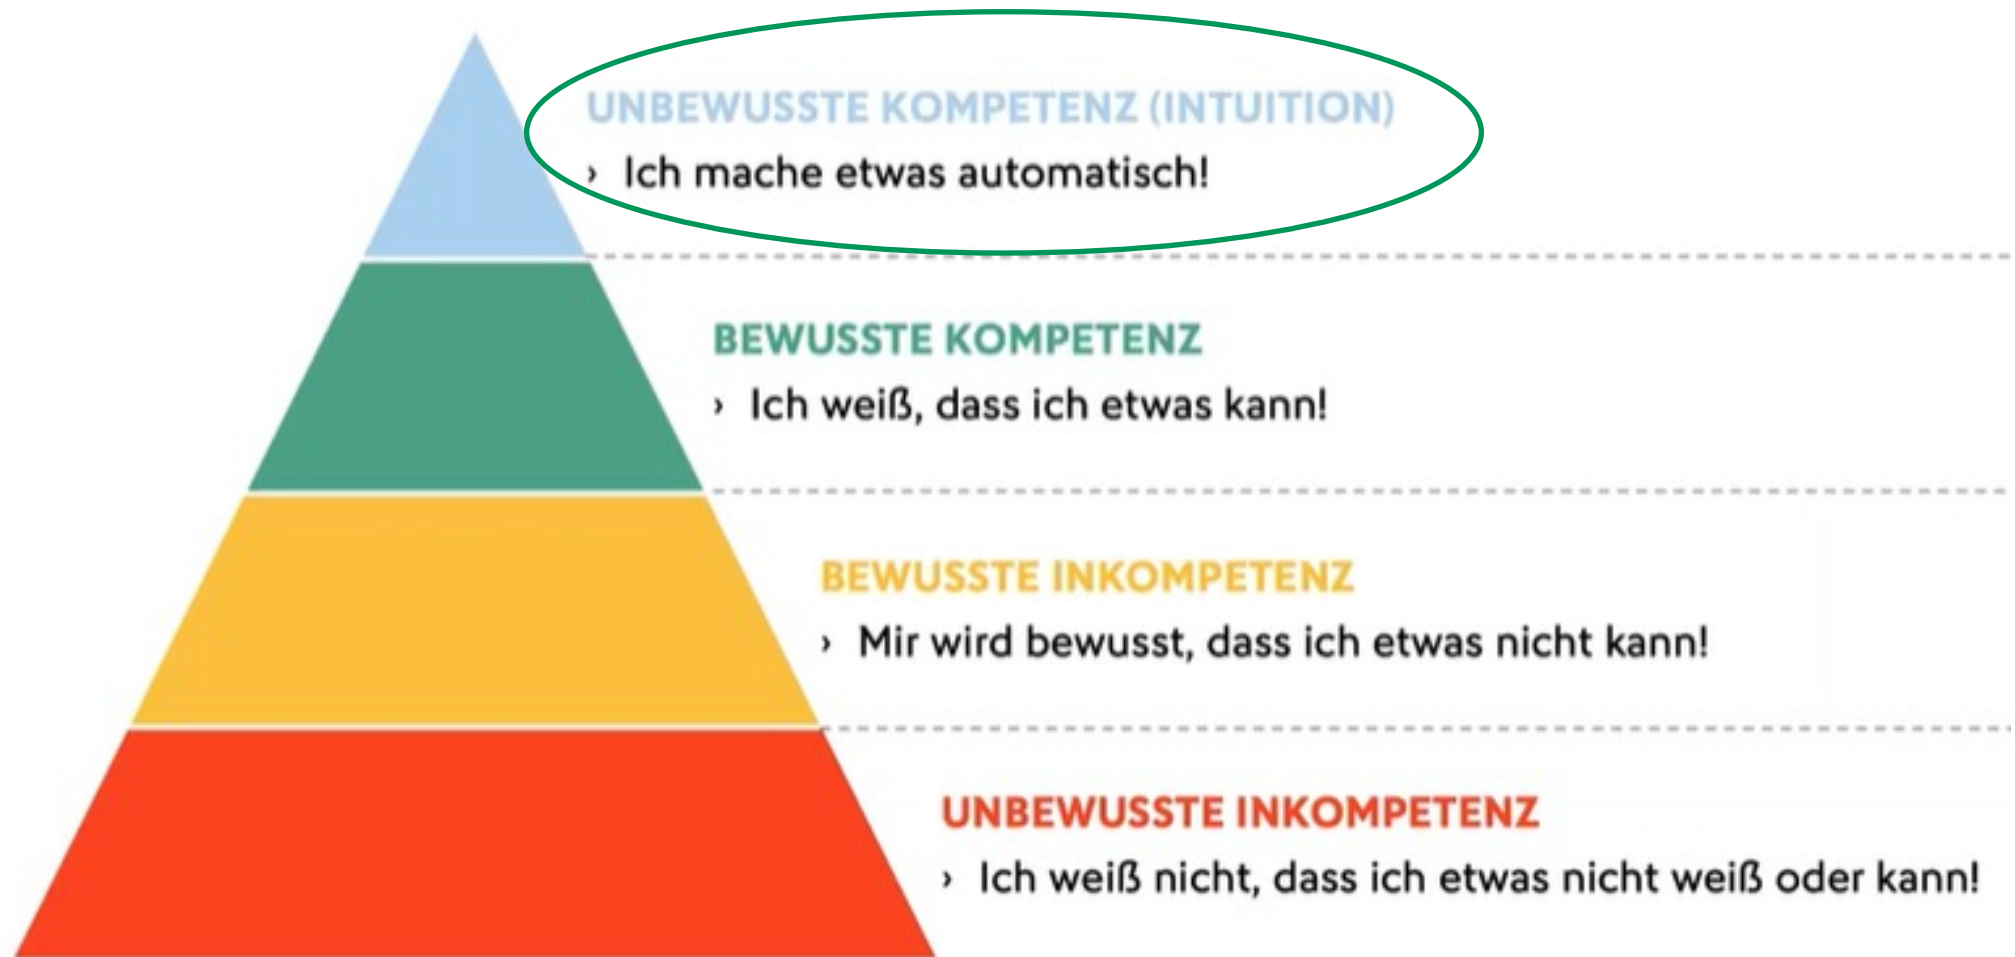 UNBEWUSSTE KOMPETENZ (INTUITION)
› Ich mache etwas automatisch!
BEWUSSTE KOMPETENZ
› Ich weiß, dass ich etwas kann!
BEWUSSTE INKOMPETENZ
› Mir wird bewusst, dass ich etwas nicht kann!
UNBEWUSSTE INKOMPETENZ
› Ich weiß nicht, dass ich etwas nicht weiß oder kann!